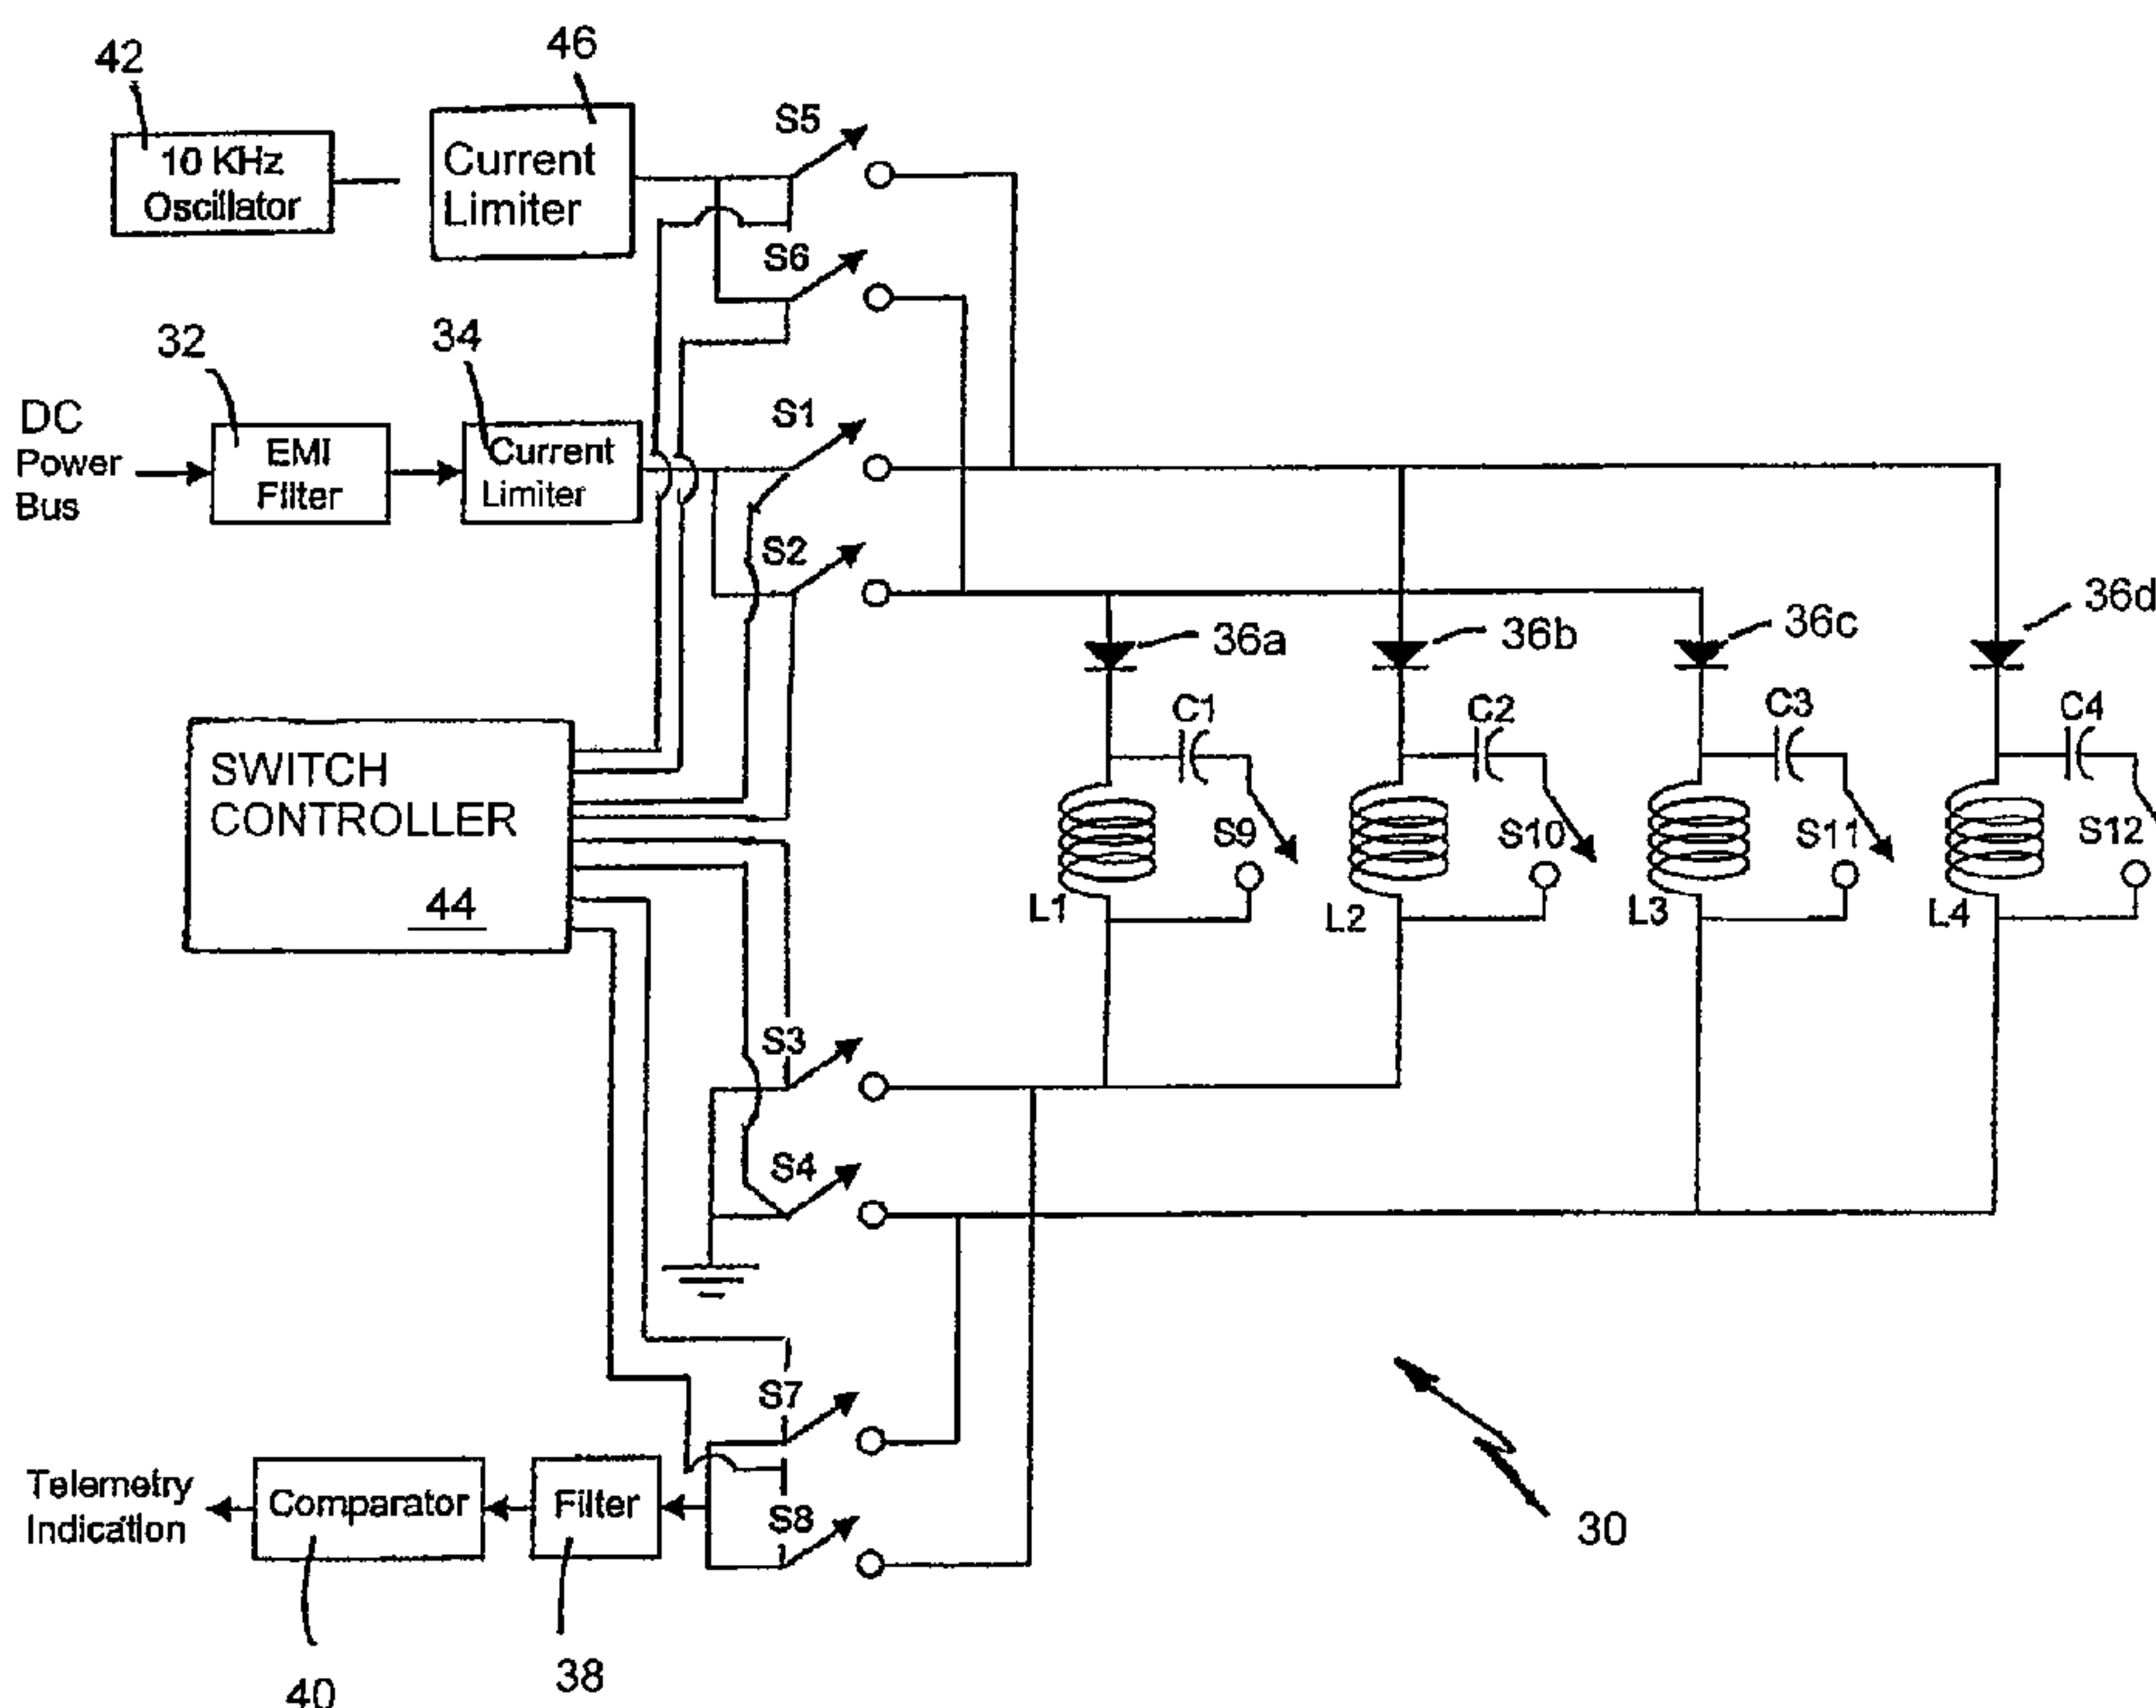 42
46
10 KHz
Oscillator
Current
Limiter
S5
S6
32
34
DC
Power
Bus
EMI
Filter
Current
Limiter
S1
S2
36a
36b
36c
36d
C1
C2
C3
C4
SWITCH
CONTROLLER
44
S9
S10
S11
S12
L1
L2
L3
L4
S3
S4
S7
S8
Telemetry
Indication
Comparator
Filter
40
38
30